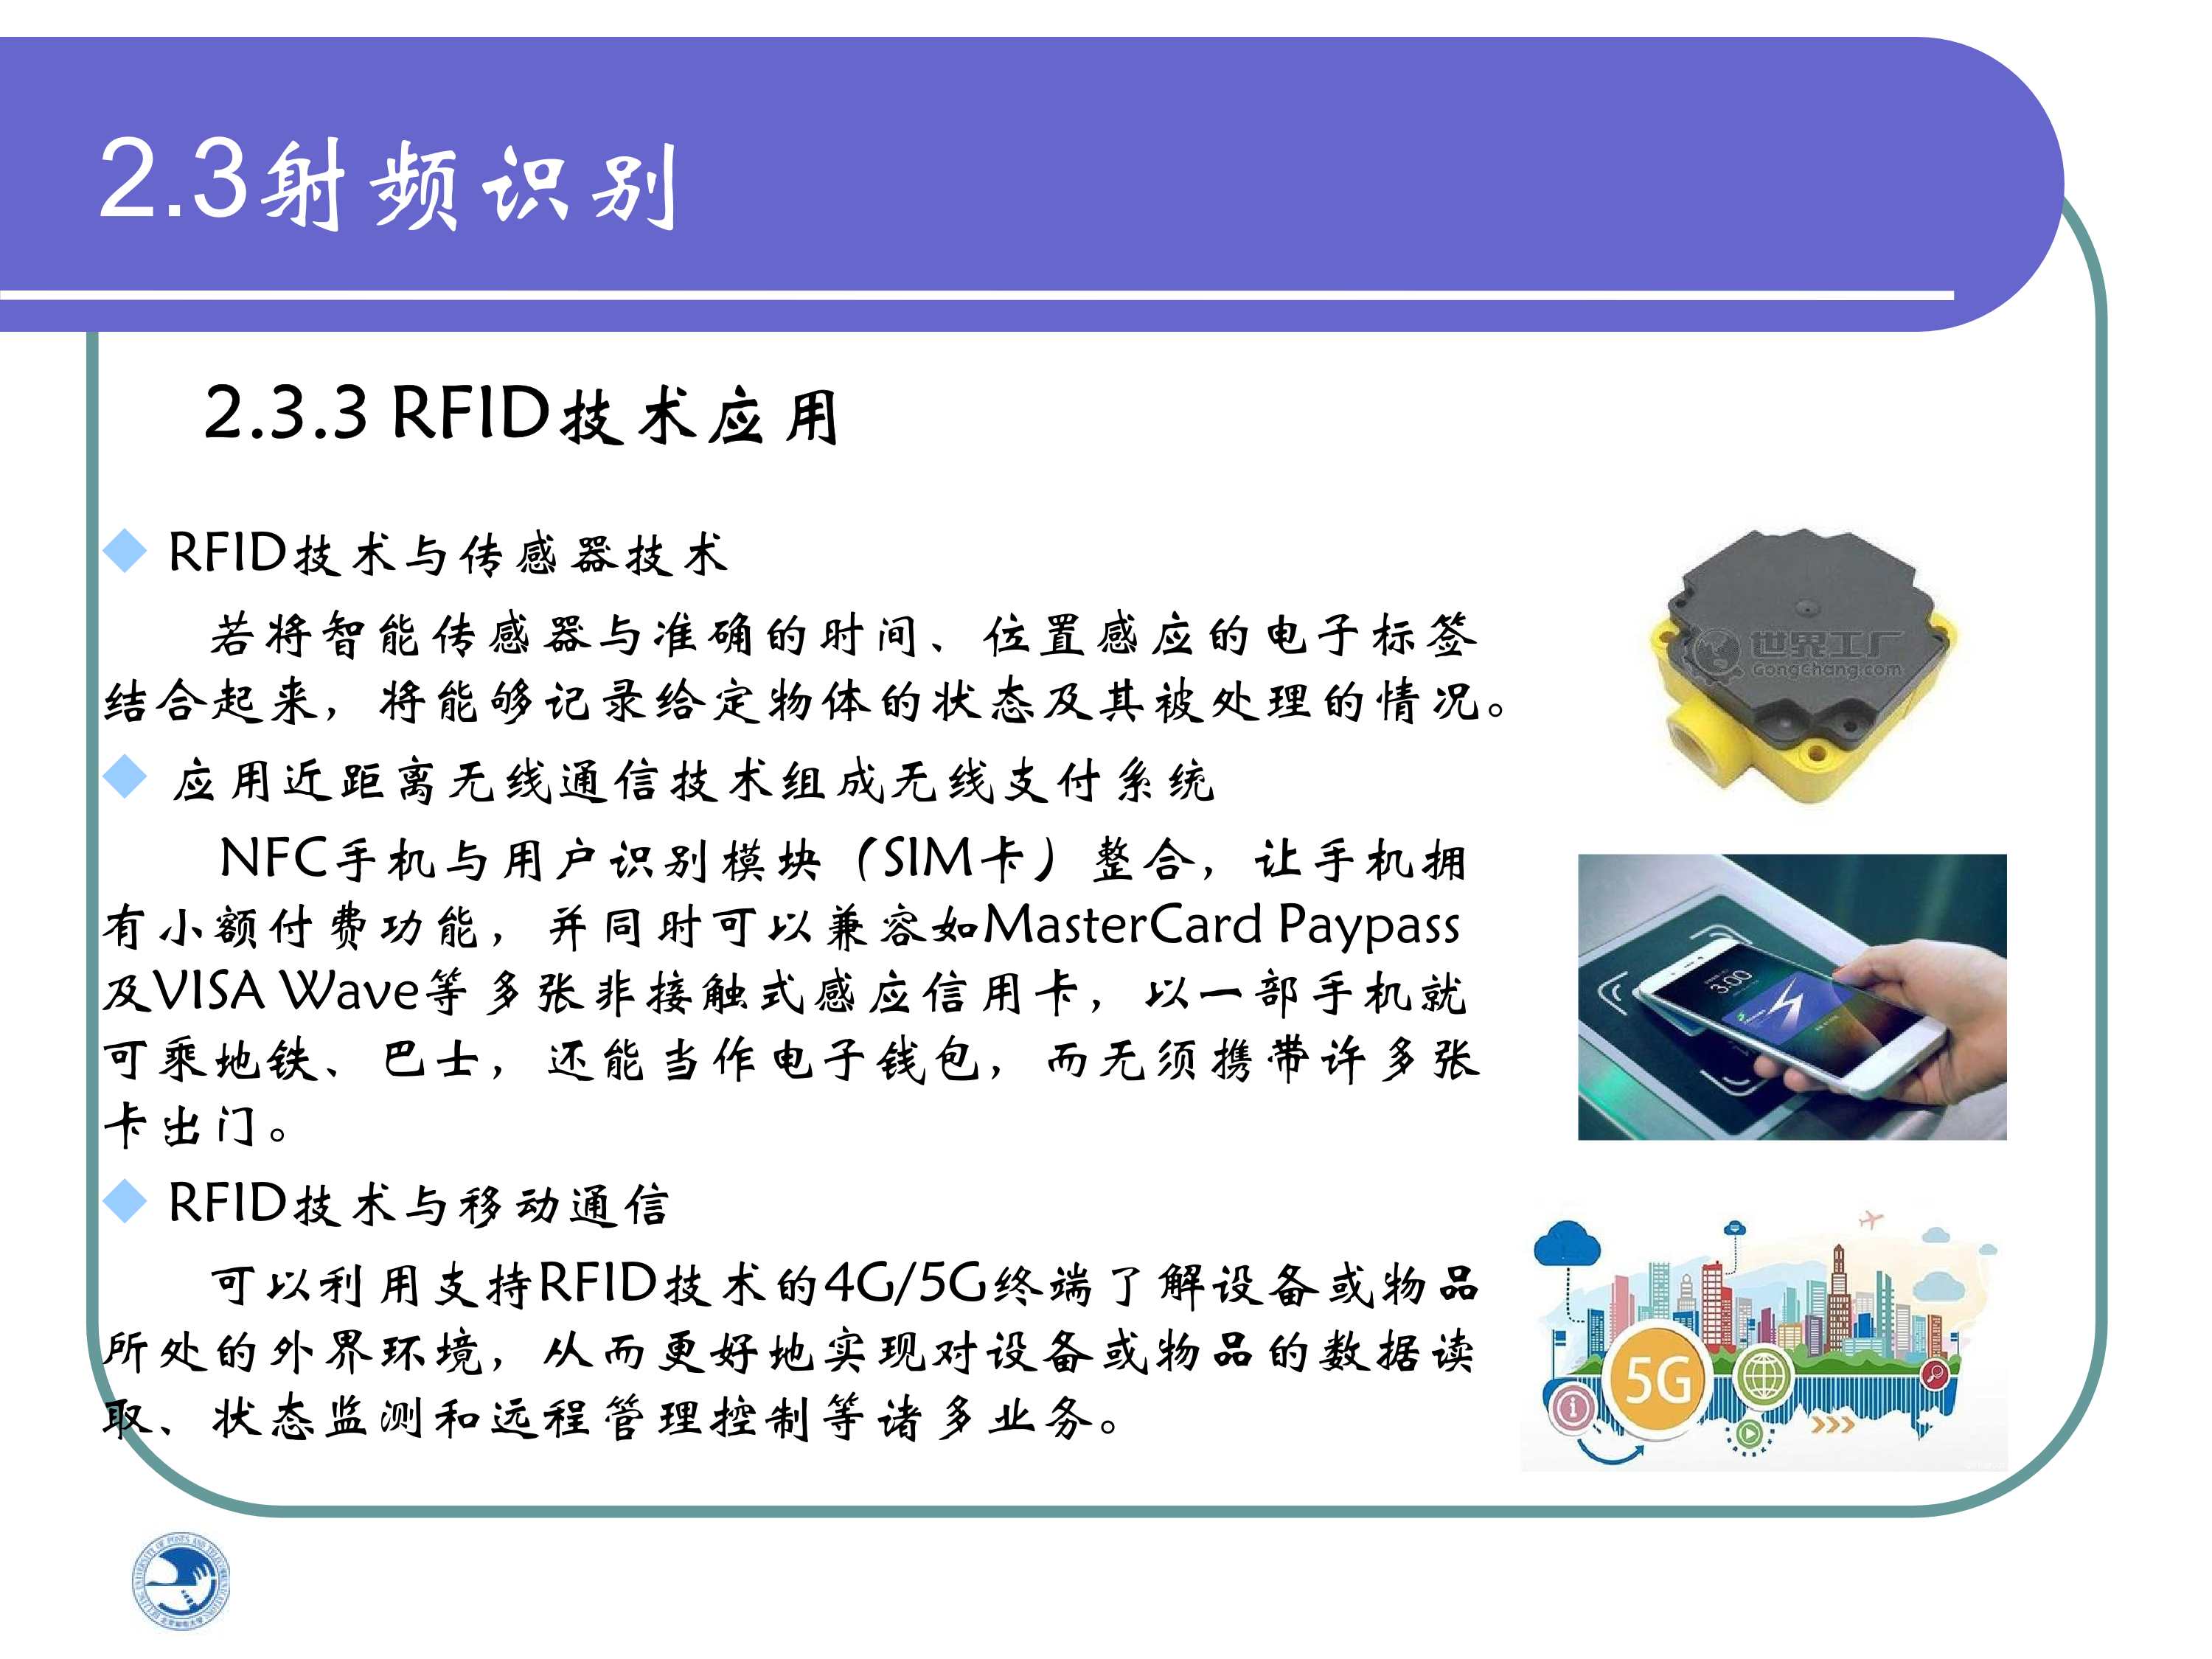 2.3射频识别
2.3.3 RFID技术应用
RFID技术与传感器技术
若将智能传感器与准确的时间、位置感应的电子标签
结合起来，将能够记录给定物体的状态及其被处理的情况。
应用近距离无线通信技术组成无线支付系统
NFC手机与用户识别模块（SIM卡）整合，让手机拥
有小额付费功能，并同时可以兼容如MasterCard Paypass
及VISA Wave等多张非接触式感应信用卡，以一部手机就
可乘地铁、巴士，还能当作电子钱包，而无须携带许多张
卡出门。
RFID技术与移动通信
可以利用支持RFID技术的4G/5G终端了解设备或物品
所处的外界环境，从而更好地实现对设备或物品的数据读
取、状态监测和远程管理控制等诸多业务。
世界工厂
Gongchang.com
3:00
5G
i